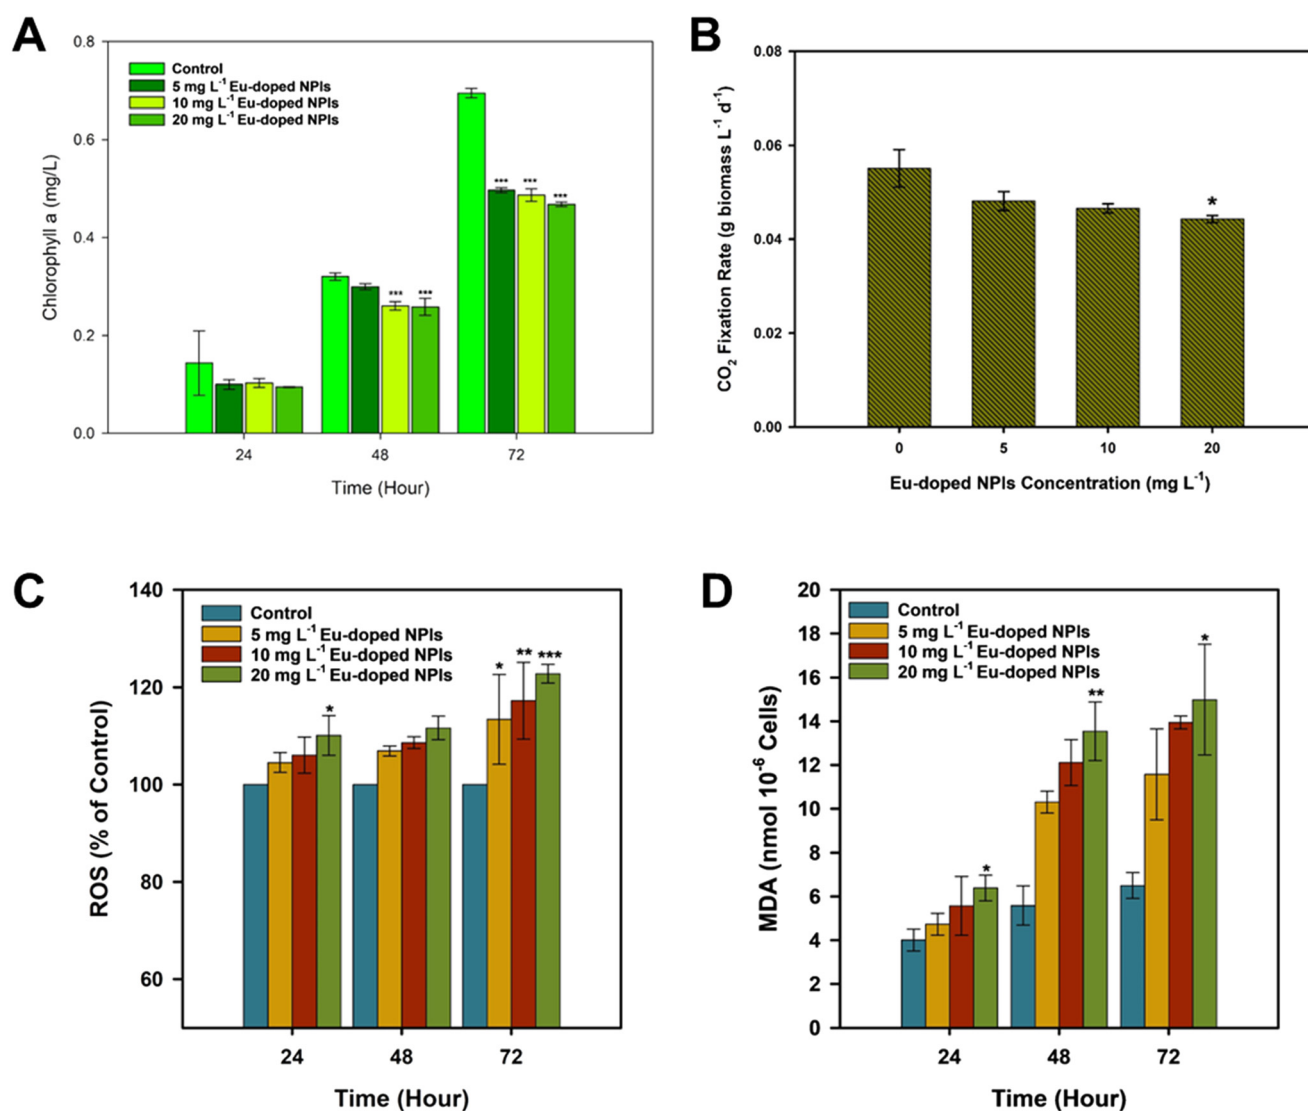 A
0.8
0.6
0.4
0.2
0.0
Chlorophyll a (mg/L)
Control
5 mg L⁻¹ Eu-doped NPls
10 mg L⁻¹ Eu-doped NPls
20 mg L⁻¹ Eu-doped NPls
*** ***
*** *** ***
24 48 72
Time (Hour)
B
0.08
0.06
0.04
0.02
0.00
CO₂ Fixation Rate (g biomass L⁻¹ d⁻¹)
*
0 5 10 20
Eu-doped NPls Concentration (mg L⁻¹)
C
140
120
100
80
60
ROS (% of Control)
Control
5 mg L⁻¹ Eu-doped NPls
10 mg L⁻¹ Eu-doped NPls
20 mg L⁻¹ Eu-doped NPls
*
* ** ***
24 48 72
Time (Hour)
D
20
18
16
14
12
10
8
6
4
2
0
MDA (nmol 10⁻⁶ Cells)
Control
5 mg L⁻¹ Eu-doped NPls
10 mg L⁻¹ Eu-doped NPls
20 mg L⁻¹ Eu-doped NPls
*
**
*
24 48 72
Time (Hour)